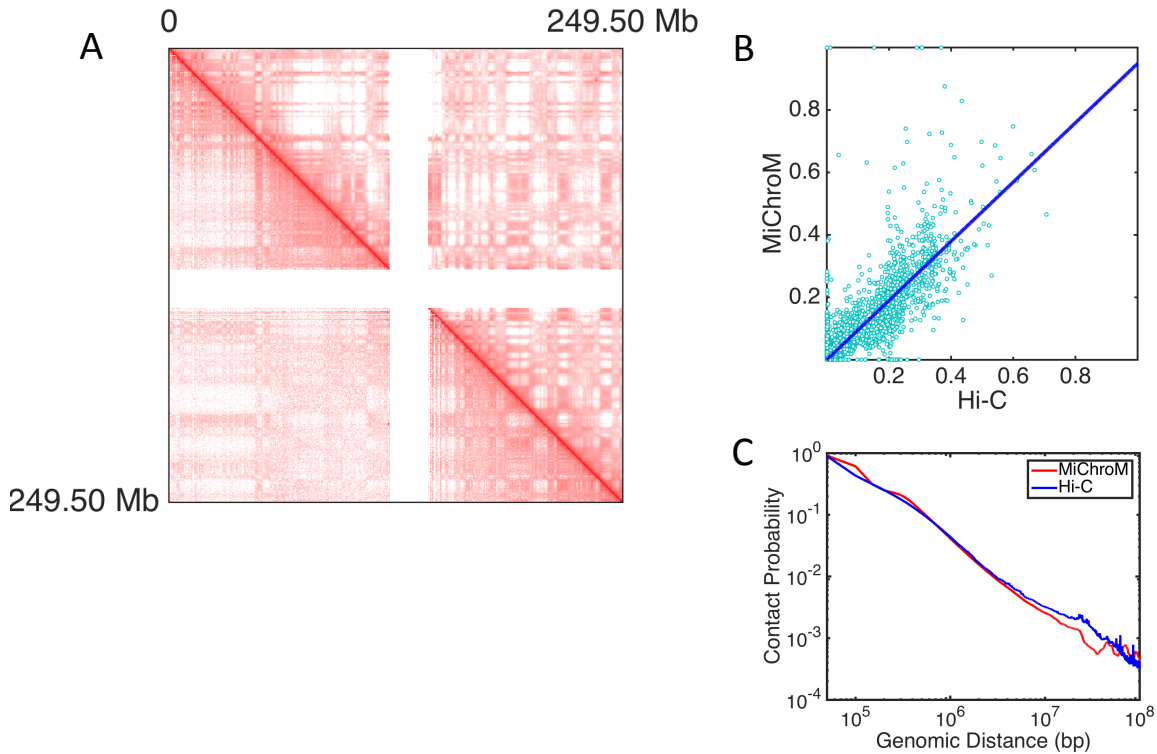 0 249.50 Mb
A
249.50 Mb
B
0.8
0.6
0.4
0.2
MiChroM
0.2 0.4 0.6 0.8
Hi-C
C
10^0
10^-1
10^-2
10^-3
10^-4
Contact Probability
MiChroM
Hi-C
10^5 10^6 10^7 10^8
Genomic Distance (bp)